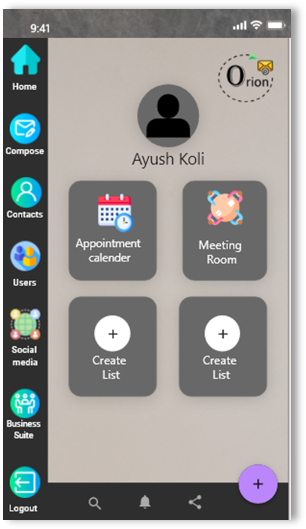 9:41
Orion
Home
Compose
Contacts
Users
Social
media
Business
Suite
Logout
Ayush Koli
Appointment
calender
Meeting
Room
Create
List
Create
List